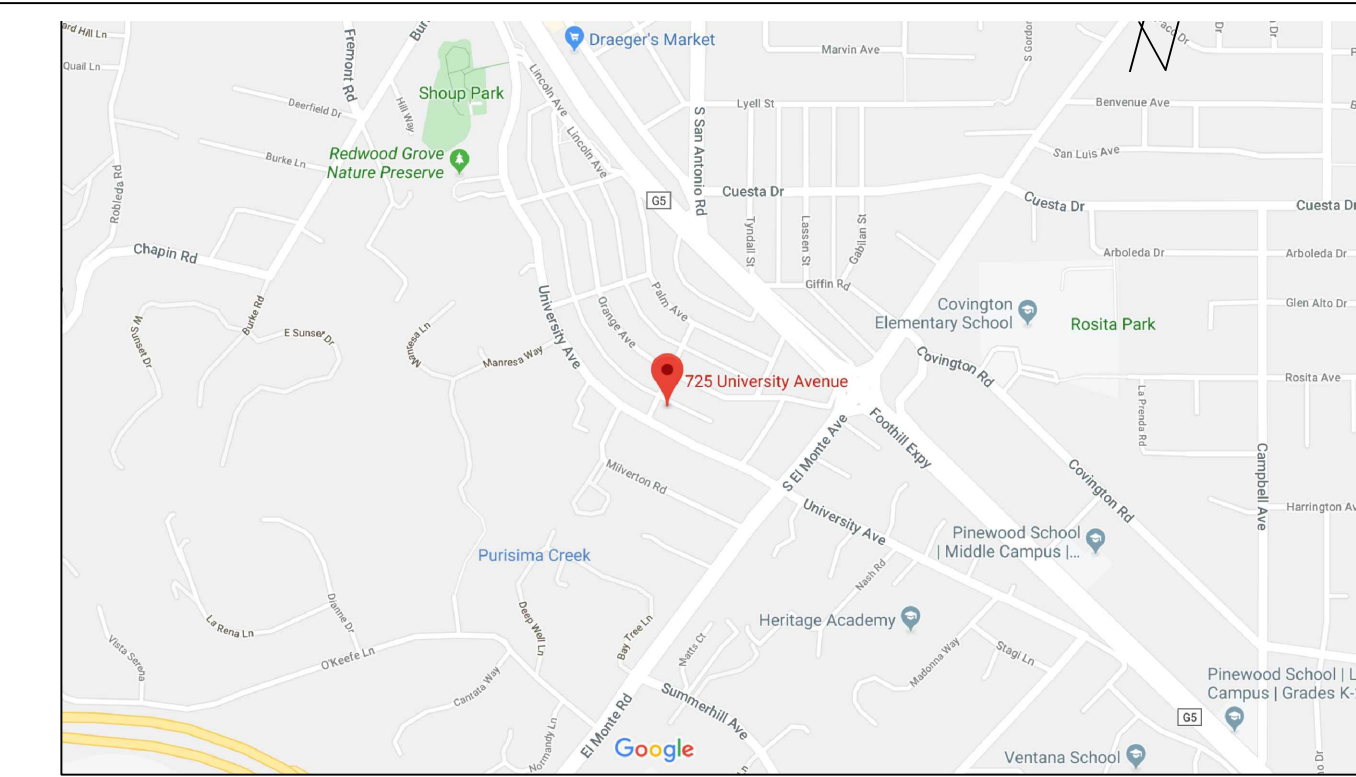 Quail Ln
Fremont Rd
Draeger's Market
Marvin Ave
S Gordon
Dr
Dr
Shoup Park
Deerfield Dr
Hill Way
Lincoln Ave
Lyell St
Benvenue Ave
Lincoln Ave
S San Antonio Rd
Redwood Grove
Nature Preserve
Burke Ln
San Luis Ave
Robleda Rd
G5
Cuesta Dr
Cuesta Dr
Cuesta Dr
Tyndall St
Lassen St
Gabilan St
Chapin Rd
Arboleda Dr
Arboleda Dr
Burke Rd
University Ave
Orange Ave
Palm Ave
Giffin Rd
Covington
Elementary School
Glen Alto Dr
Rosita Park
W Sunset Dr
E Sunset Dr
Manresa Ln
Manresa Way
Covington Rd
725 University Avenue
Rosita Ave
La Prenda Rd
Foothill Expy
S El Monte Ave
Milverton Rd
Covington Rd
Campbell Ave
University Ave
Harrington Av
Pinewood School
| Middle Campus |...
Purisima Creek
Nash Rd
Dianne Dr
La Rena Ln
Deep Well Ln
Bay Tree Ln
Heritage Academy
Matts Ct
Madonna Way
Stagi Ln
Vista Serena
O'Keefe Ln
Cantata Way
Pinewood School | L
Campus | Grades K-
Summerhill Ave
El Monte Rd
Normandy Ln
G5
Google
Ventana School
Ln